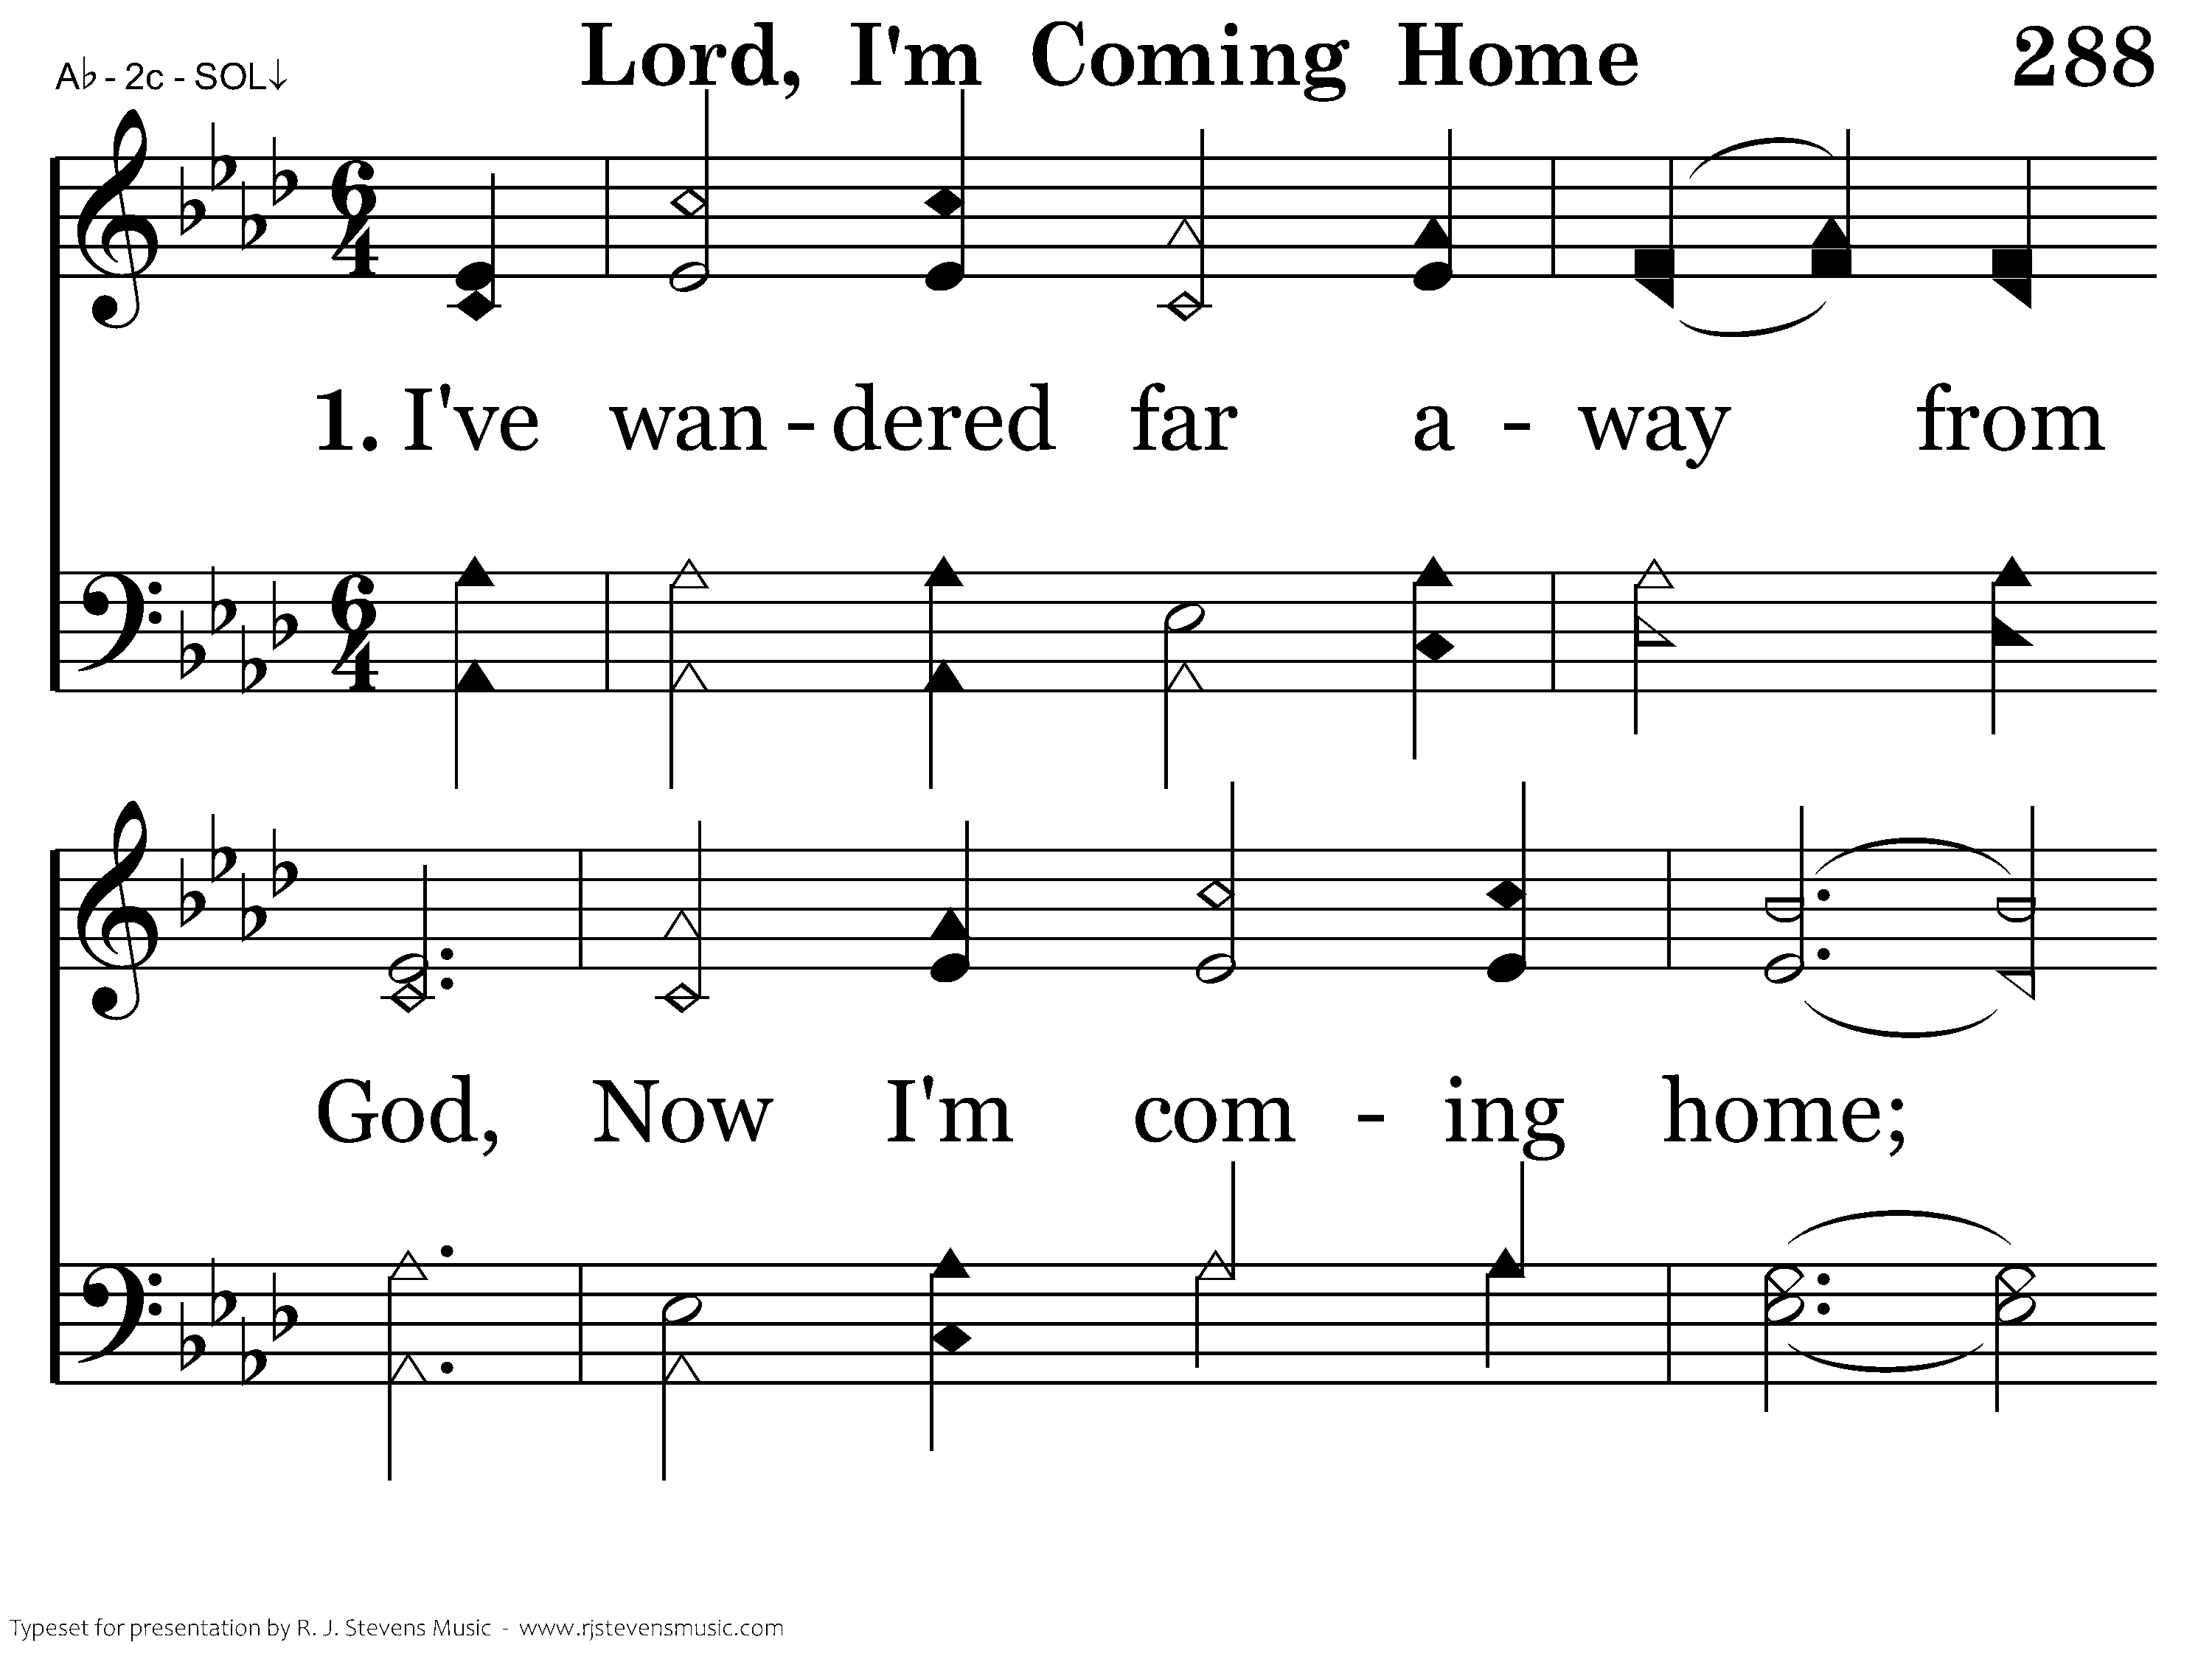 Lord, I'm Coming Home 288
A♭ - 2c - SOL↓
6
4
1. I've wan - dered far a - way from
6
4
God, Now I'm com - ing home;
Typeset for presentation by R. J. Stevens Music - www.rjstevensmusic.com